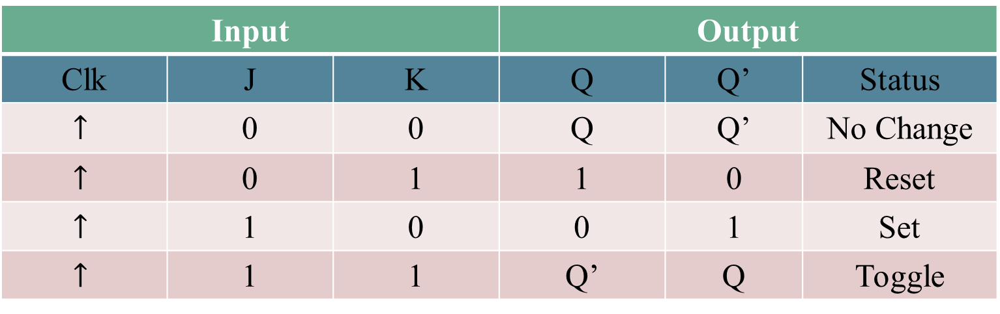 Input Output
Clk J K Q Q’ Status
↑ 0 0 Q Q’ No Change
↑ 0 1 1 0 Reset
↑ 1 0 0 1 Set
↑ 1 1 Q’ Q Toggle